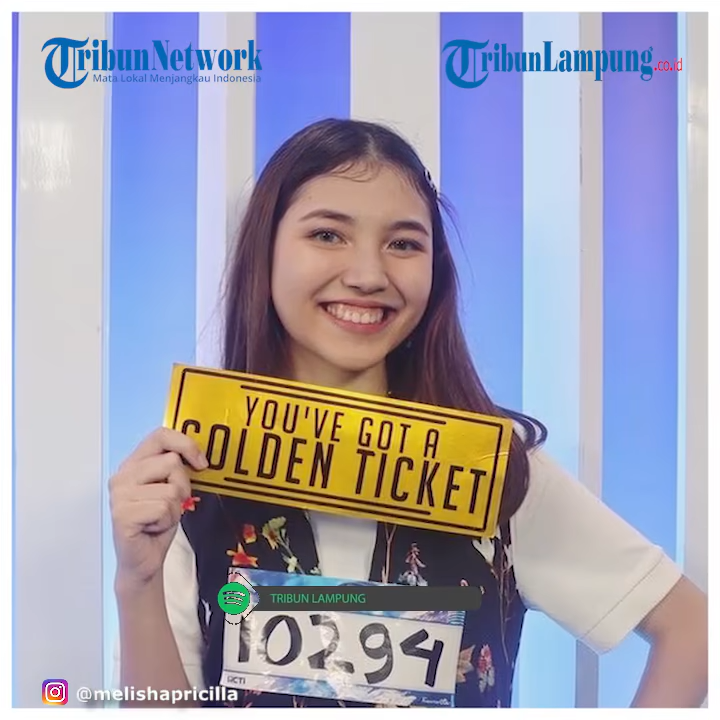 TribunNetwork
Mata Lokal Menjangkau Indonesia
TribunLampung.co.id
YOU'VE GOT A
GOLDEN TICKET
TRIBUN LAMPUNG
10294
RCTI
@melishapricilla